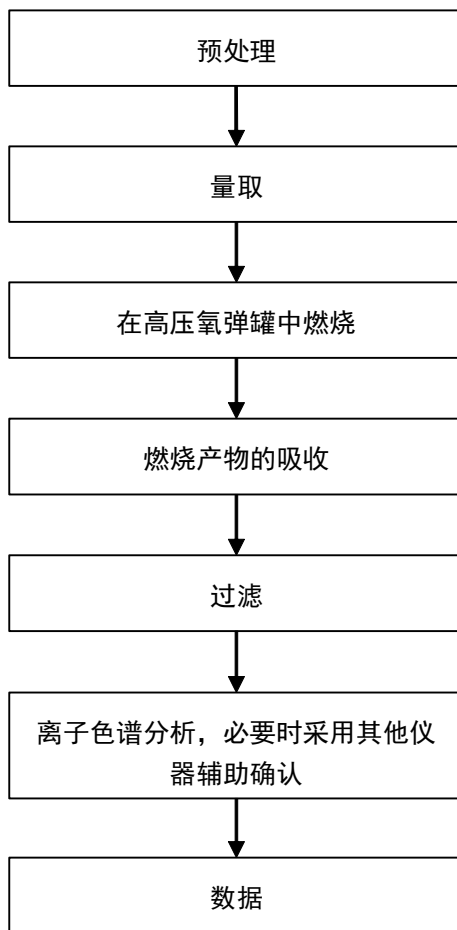 预处理
量取
在高压氧弹罐中燃烧
燃烧产物的吸收
过滤
离子色谱分析，必要时采用其他仪
器辅助确认
数据